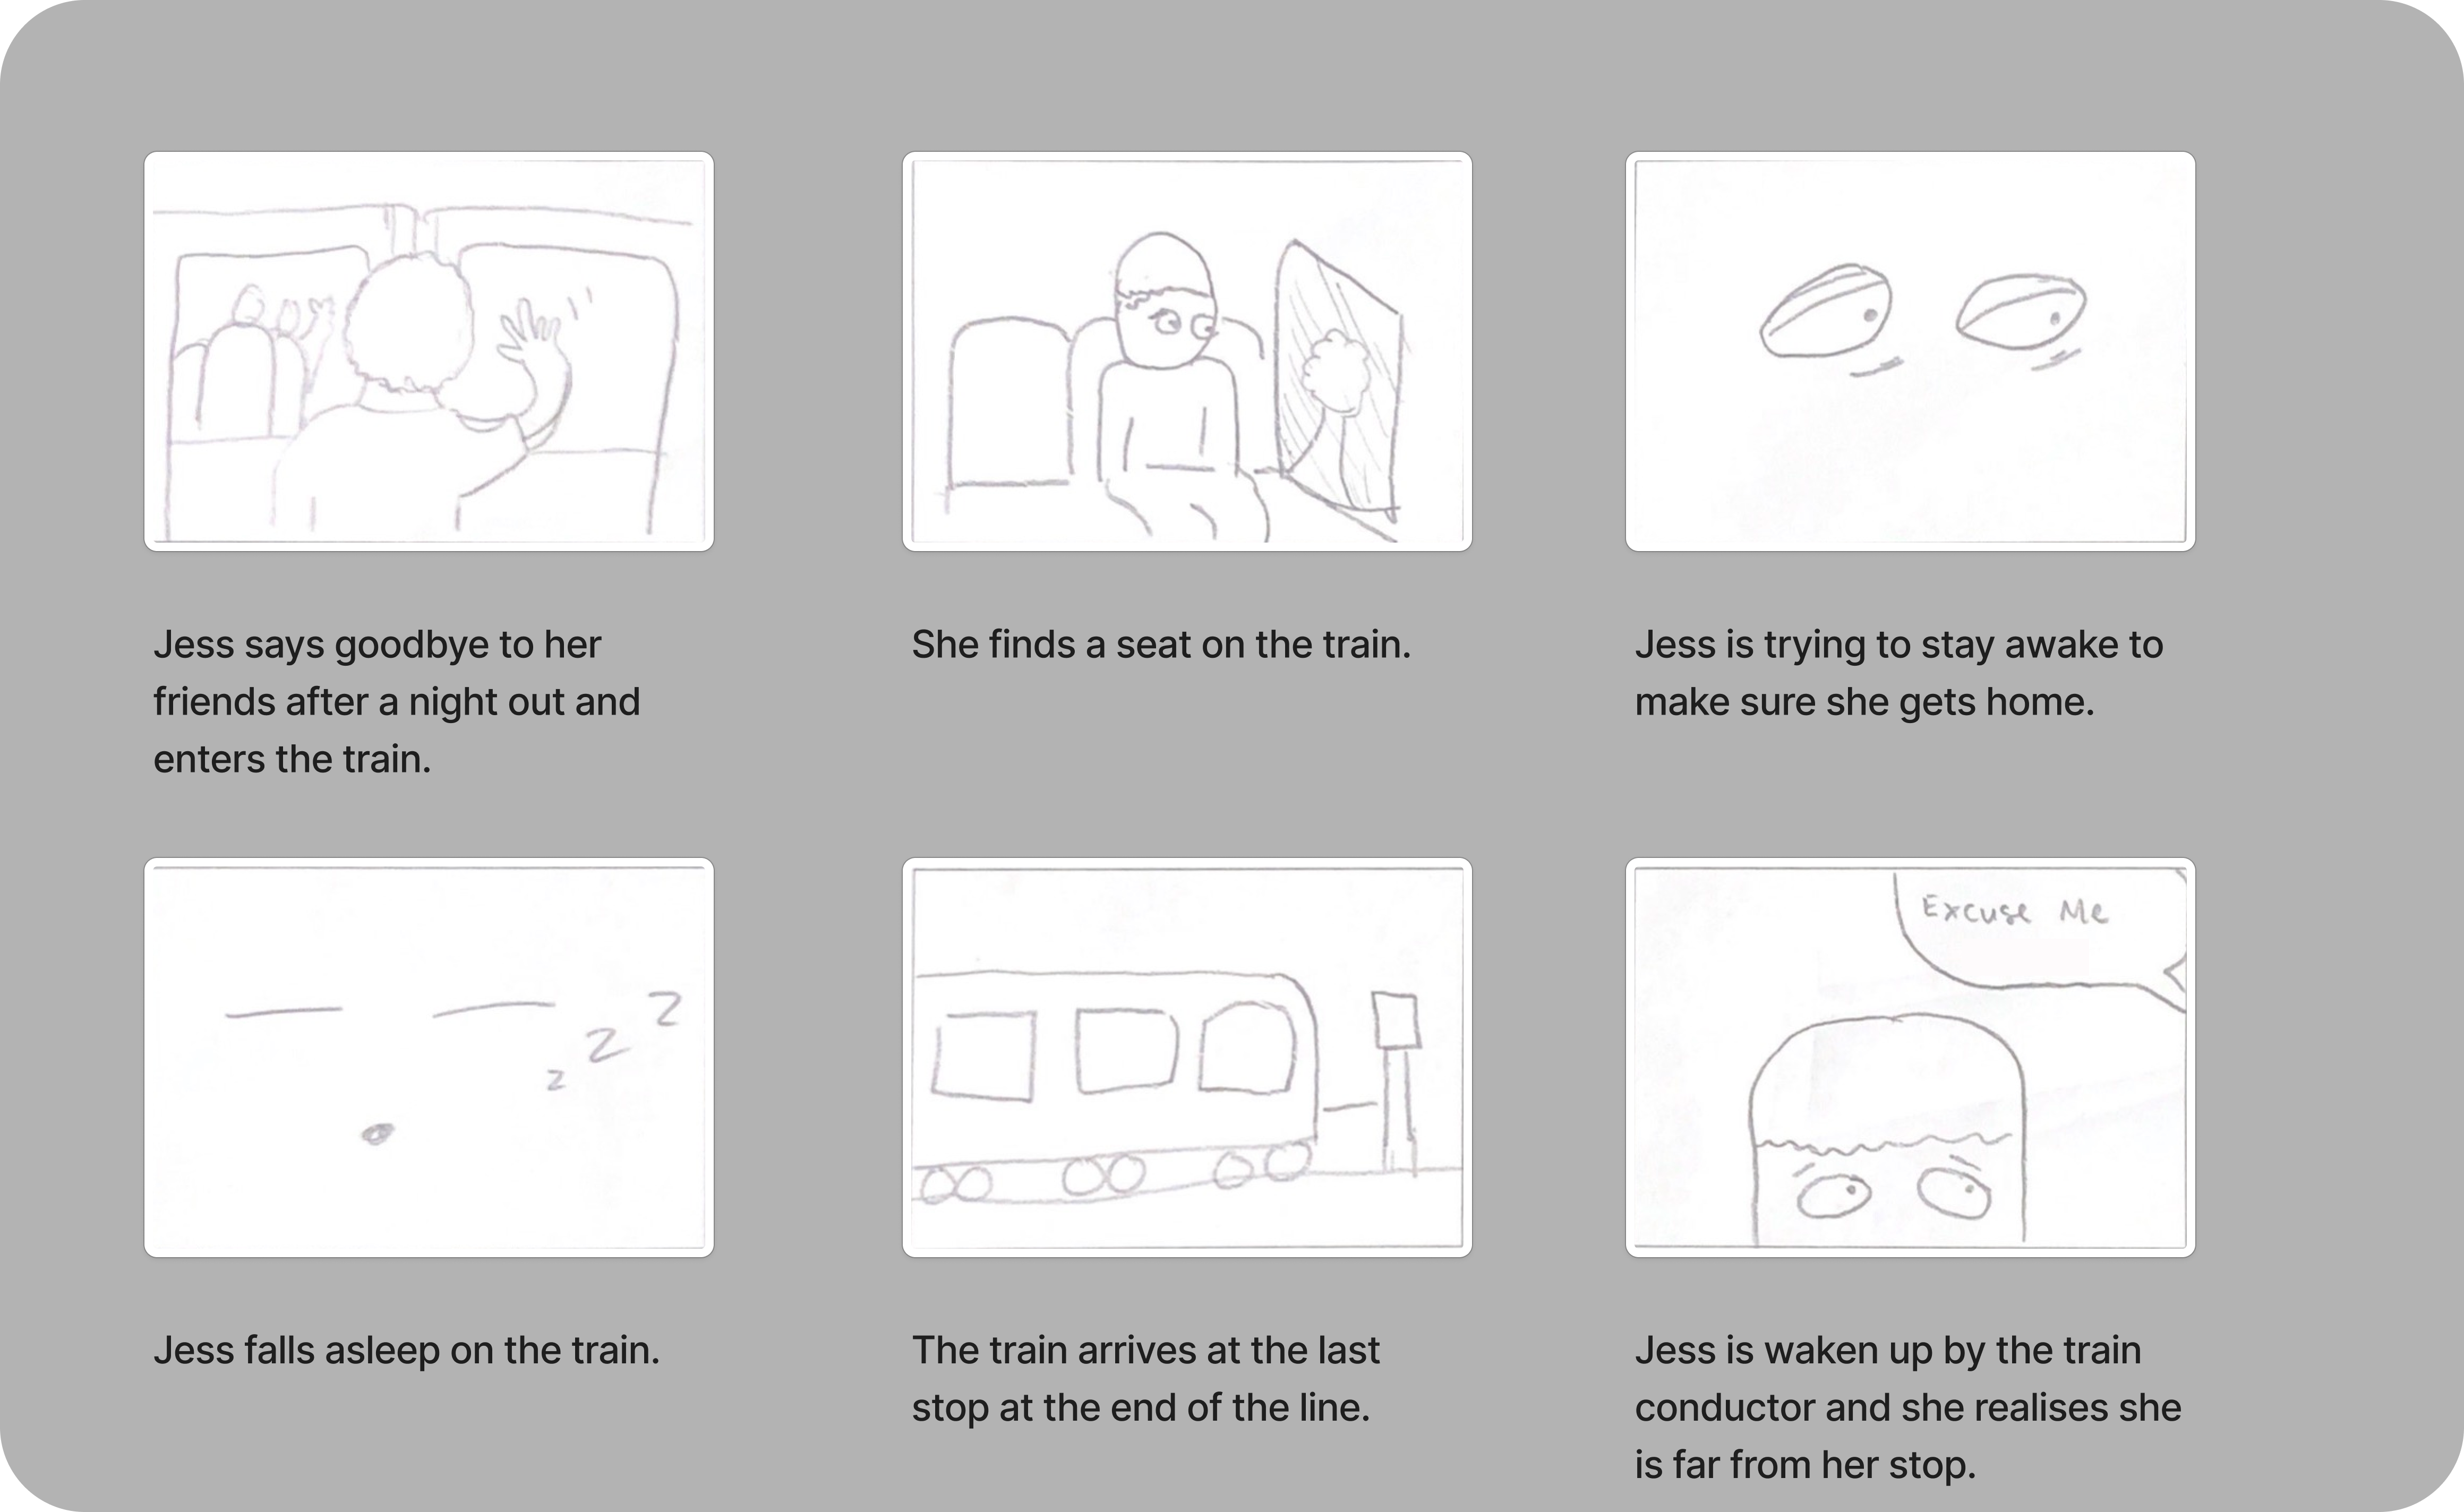 Jess says goodbye to her
friends after a night out and
enters the train.
She finds a seat on the train.
Jess is trying to stay awake to
make sure she gets home.
z
z
z
Excuse Me
Jess falls asleep on the train.
The train arrives at the last
stop at the end of the line.
Jess is waken up by the train
conductor and she realises she
is far from her stop.